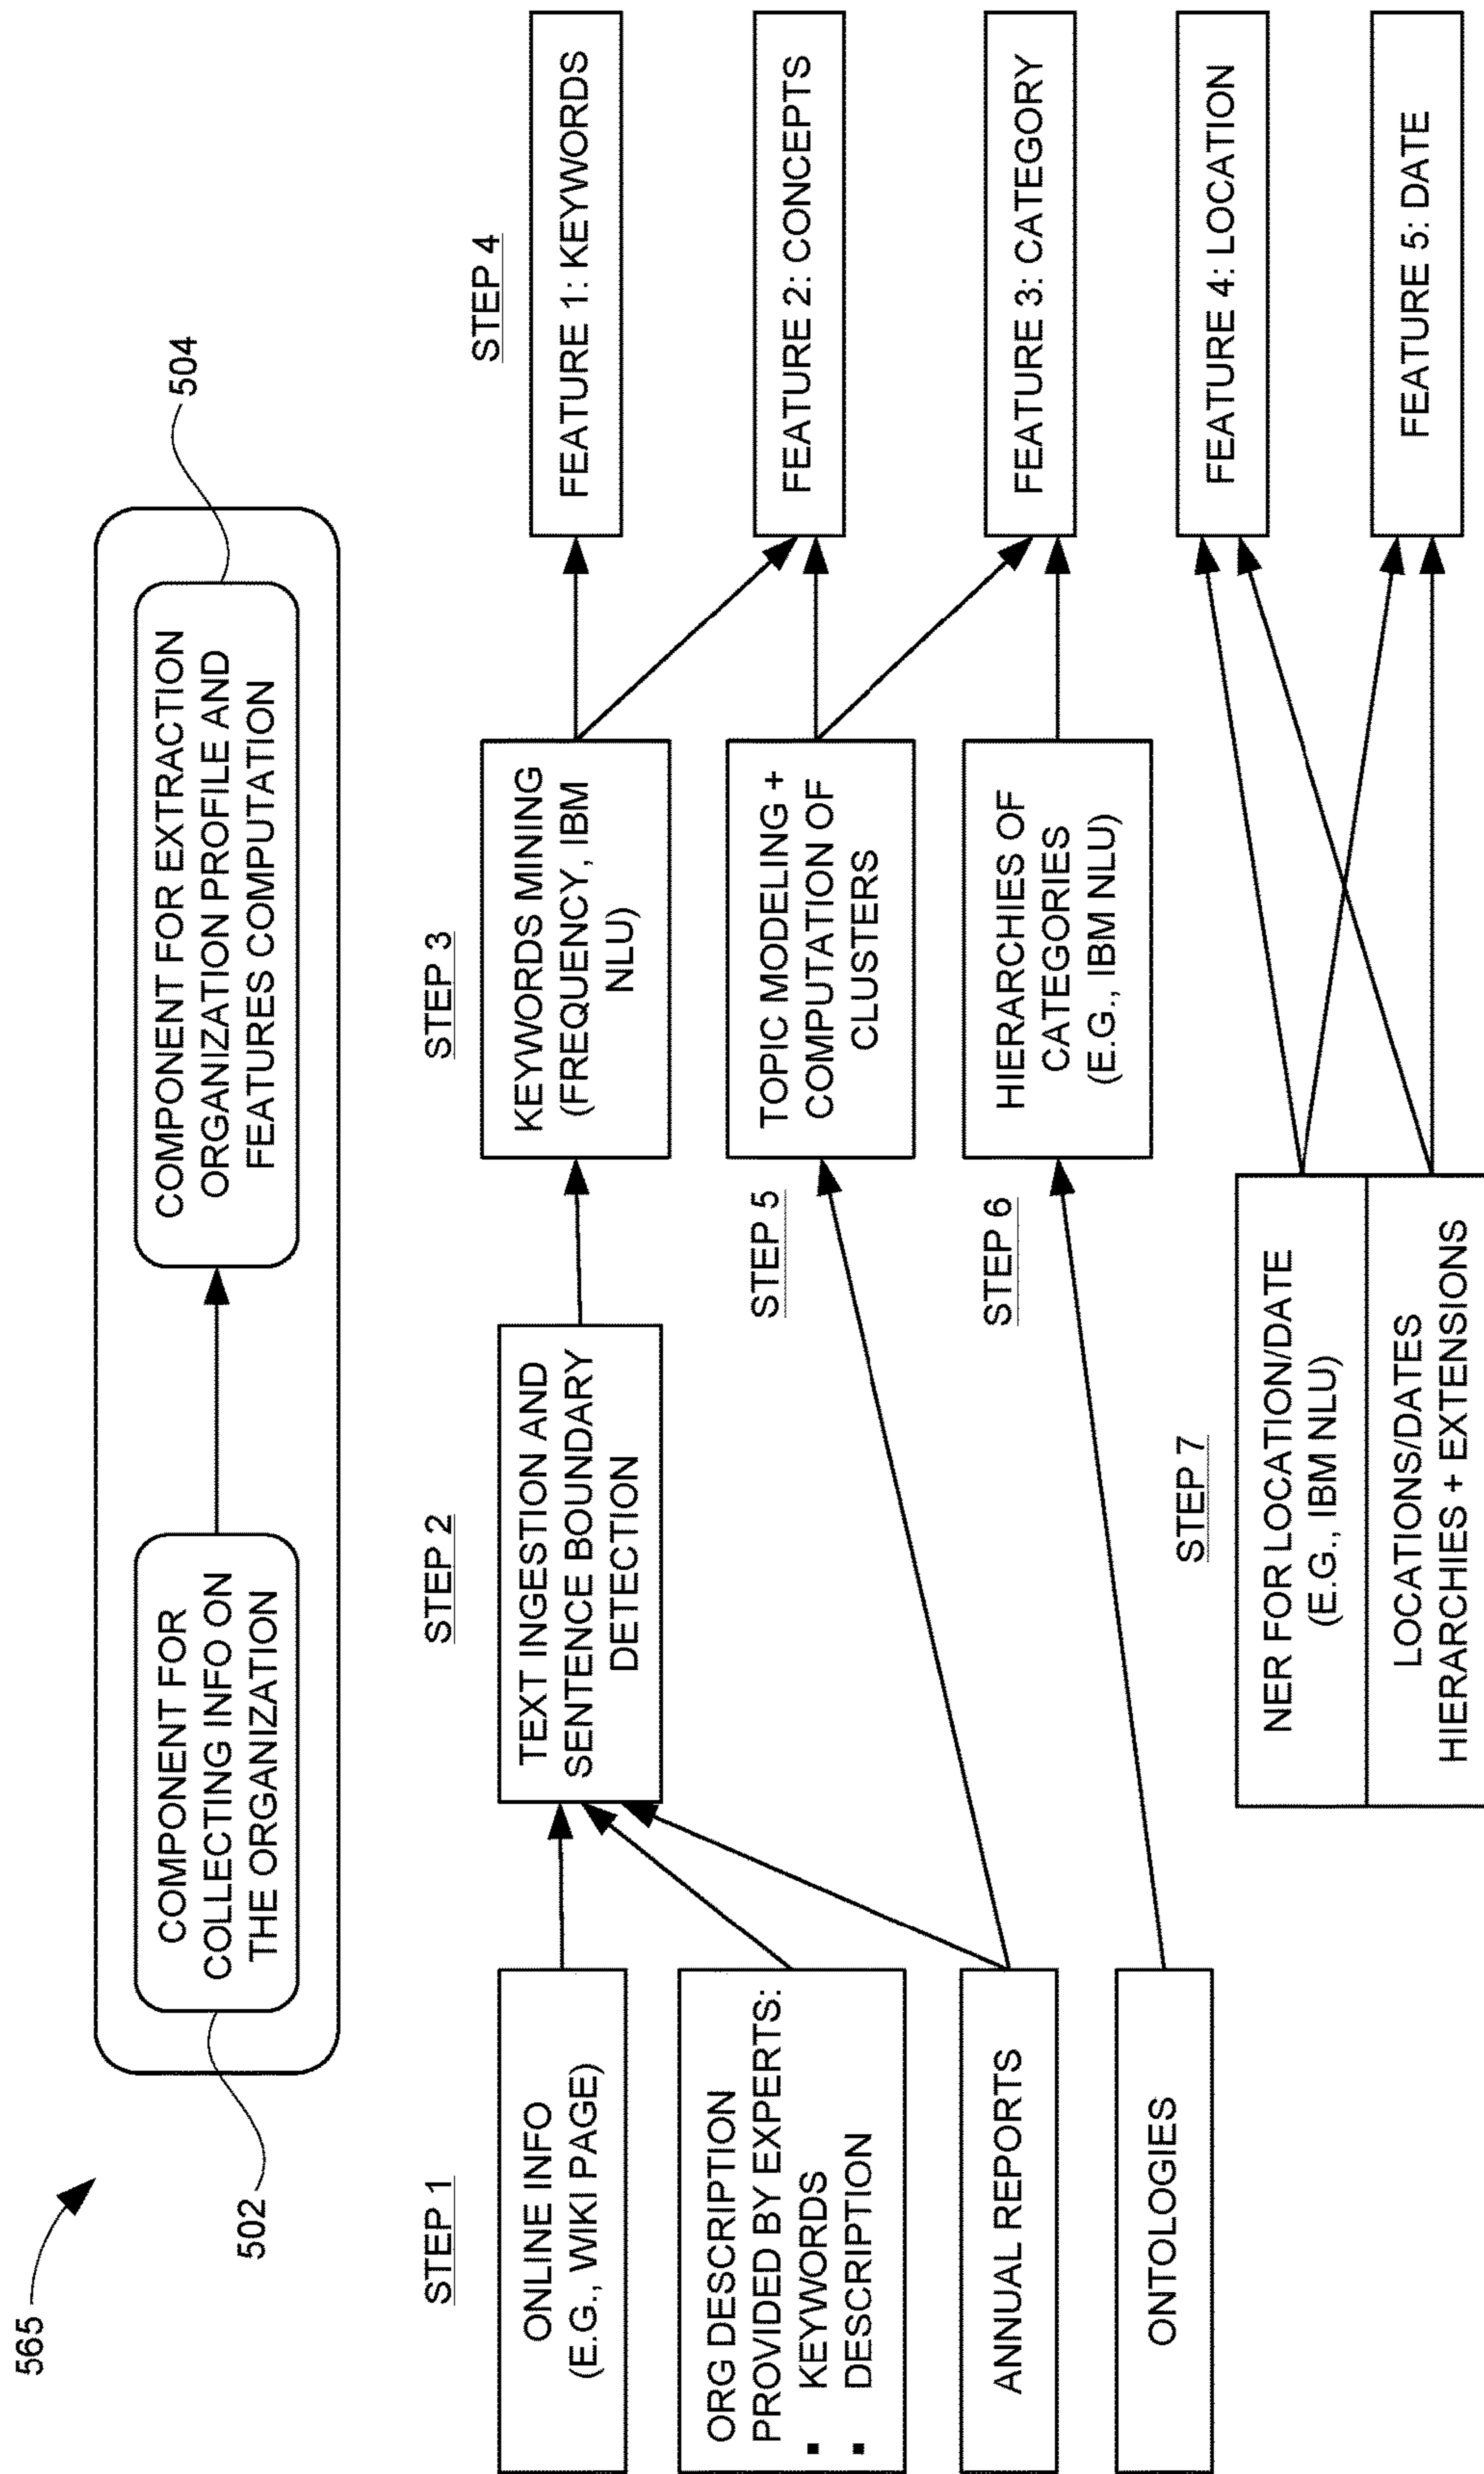 565
502
COMPONENT FOR
COLLECTING INFO ON
THE ORGANIZATION
COMPONENT FOR EXTRACTION
ORGANIZATION PROFILE AND
FEATURES COMPUTATION
504
STEP 1
ONLINE INFO
(E.G., WIKI PAGE)
ORG DESCRIPTION
PROVIDED BY EXPERTS:
▪ KEYWORDS
▪ DESCRIPTION
ANNUAL REPORTS
ONTOLOGIES
STEP 2
TEXT INGESTION AND
SENTENCE BOUNDARY
DETECTION
STEP 3
KEYWORDS MINING
(FREQUENCY, IBM
NLU)
STEP 5
TOPIC MODELING +
COMPUTATION OF
CLUSTERS
STEP 6
HIERARCHIES OF
CATEGORIES
(E.G., IBM NLU)
STEP 7
NER FOR LOCATION/DATE
(E.G., IBM NLU)
LOCATIONS/DATES
HIERARCHIES + EXTENSIONS
STEP 4
FEATURE 1: KEYWORDS
FEATURE 2: CONCEPTS
FEATURE 3: CATEGORY
FEATURE 4: LOCATION
FEATURE 5: DATE